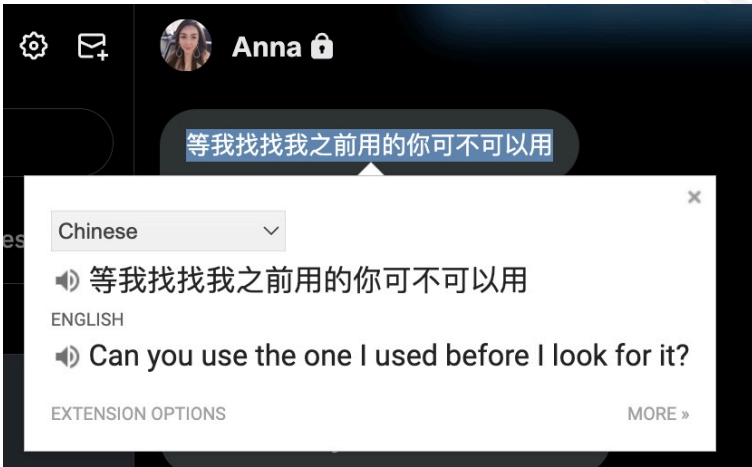 Anna
等我找找我之前用的你可不可以用
es
×
Chinese
等我找找我之前用的你可不可以用
ENGLISH
Can you use the one I used before I look for it?
EXTENSION OPTIONS
MORE »